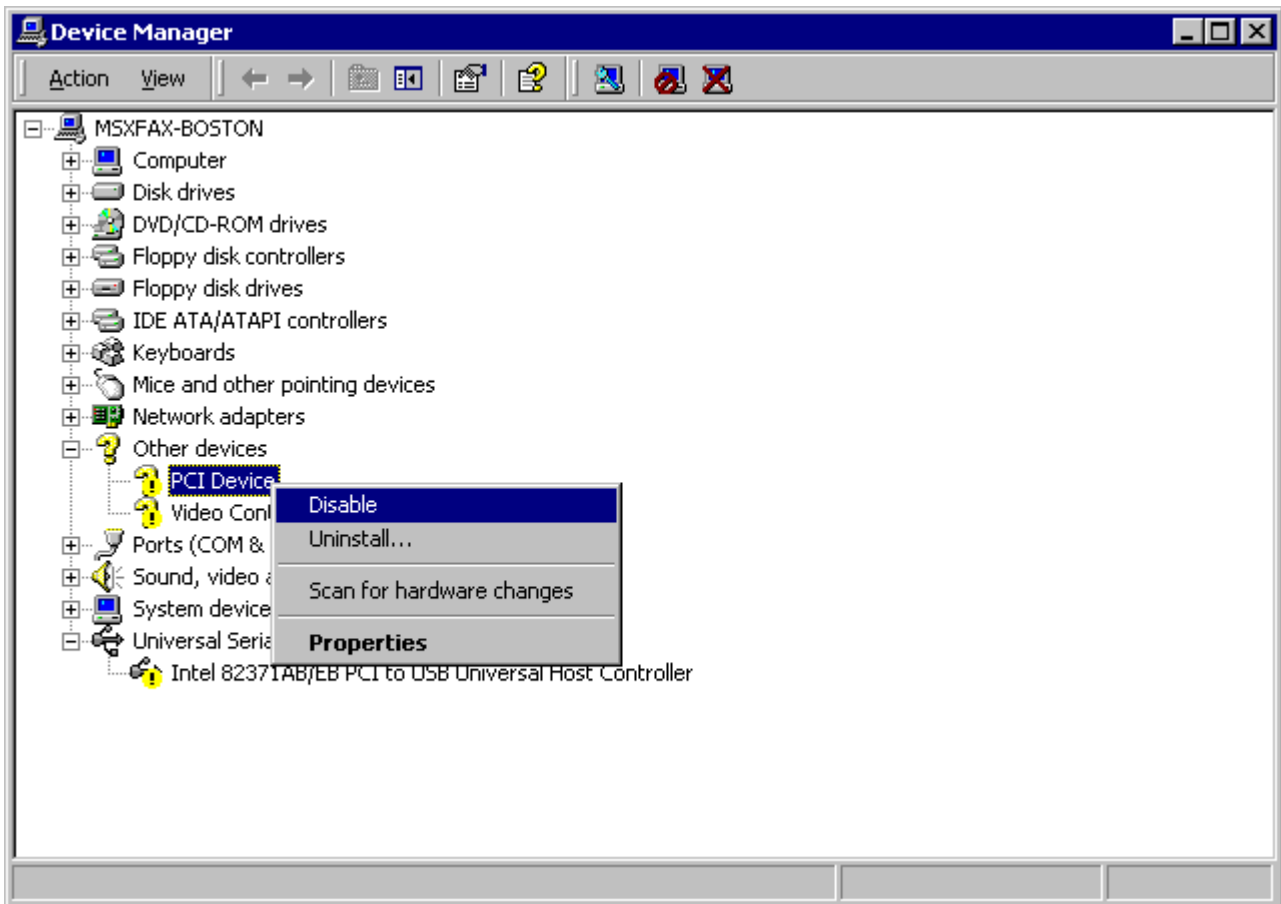 Device Manager
Action View
MSXFAX-BOSTON
Computer
Disk drives
DVD/CD-ROM drives
Floppy disk controllers
Floppy disk drives
IDE ATA/ATAPI controllers
Keyboards
Mice and other pointing devices
Network adapters
Other devices
PCI Device
Disable
Video Cont
Uninstall...
Ports (COM &
Sound, video a
Scan for hardware changes
System device
Universal Seria
Properties
Intel 82371AB/EB PCI to USB Universal Host Controller